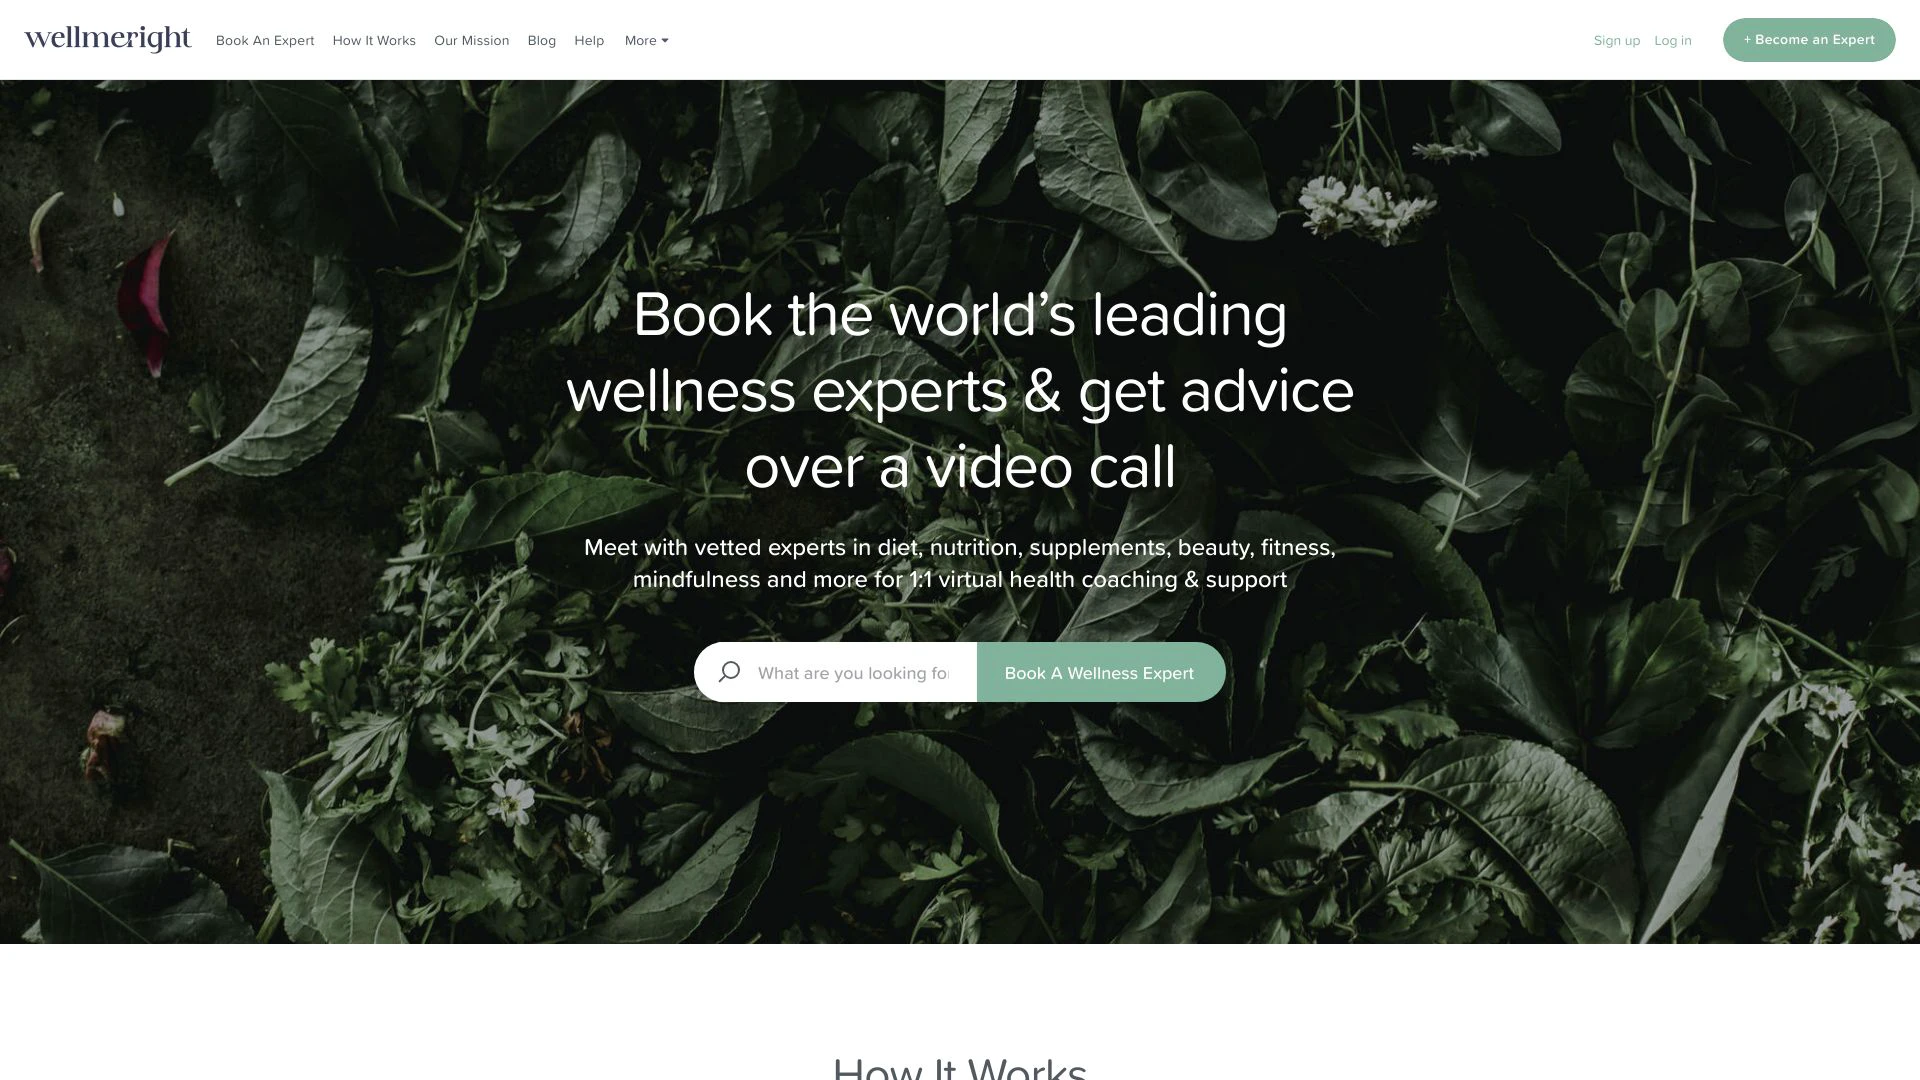 wellmeright
Book An Expert
How It Works
Our Mission
Blog
Help
More
Sign up
Log in
+ Become an Expert
Book the world’s leading
wellness experts & get advice
over a video call
Meet with vetted experts in diet, nutrition, supplements, beauty, fitness,
mindfulness and more for 1:1 virtual health coaching & support
What are you looking for
Book A Wellness Expert
How It Works